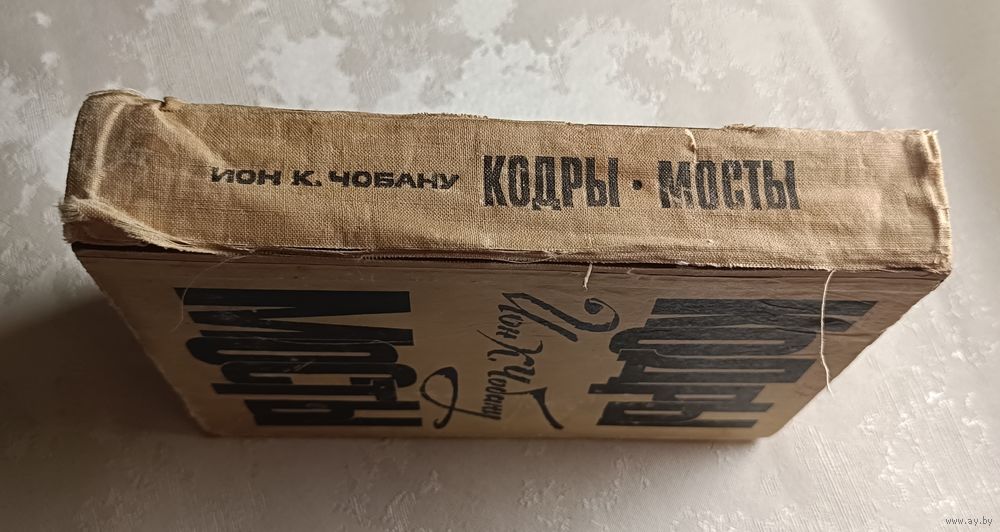 ИОН К. ЧОБАНУ КОДРЫ · МОСТЫ
КОДРЫ
Ион К. Чобану
МОСТЫ
www.ay.by